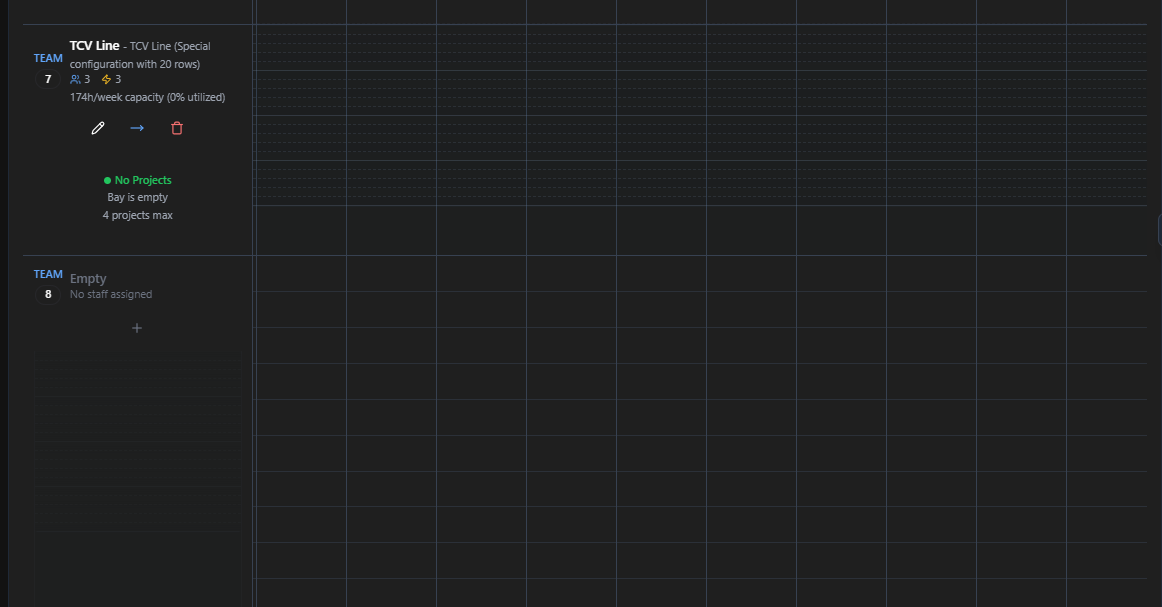 TCV Line - TCV Line (Special
TEAM
configuration with 20 rows)
7
3 3
174h/week capacity (0% utilized)
No Projects
Bay is empty
4 projects max
TEAM
Empty
8
No staff assigned